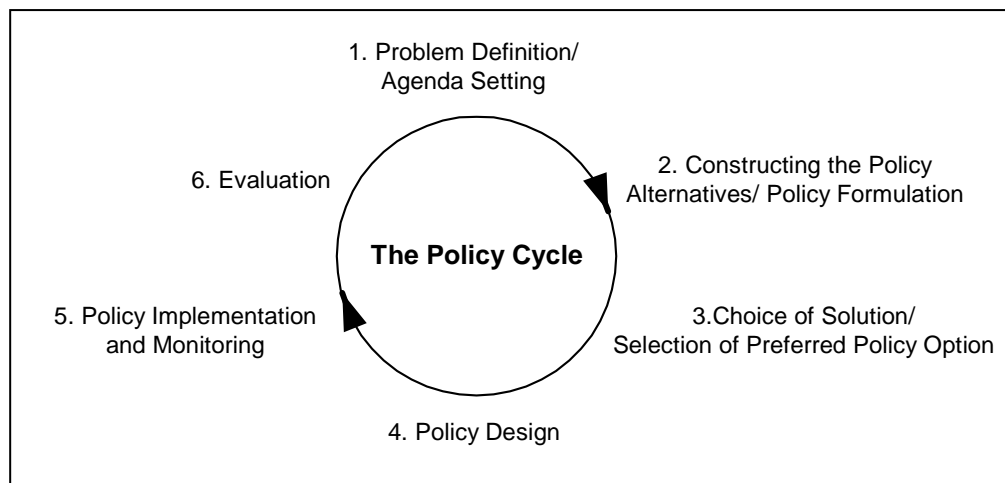 1. Problem Definition/
Agenda Setting
2. Constructing the Policy
Alternatives/ Policy Formulation
3.Choice of Solution/
Selection of Preferred Policy Option
4. Policy Design
5. Policy Implementation
and Monitoring
6. Evaluation
The Policy Cycle